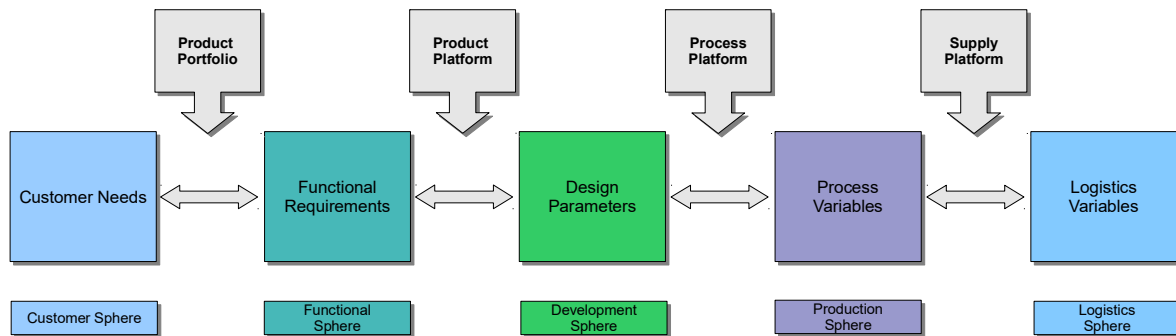 Product
Portfolio
Product
Platform
Process
Platform
Supply
Platform
Customer Needs
Functional
Requirements
Design
Parameters
Process
Variables
Logistics
Variables
Customer Sphere
Functional
Sphere
Development
Sphere
Production
Sphere
Logistics
Sphere